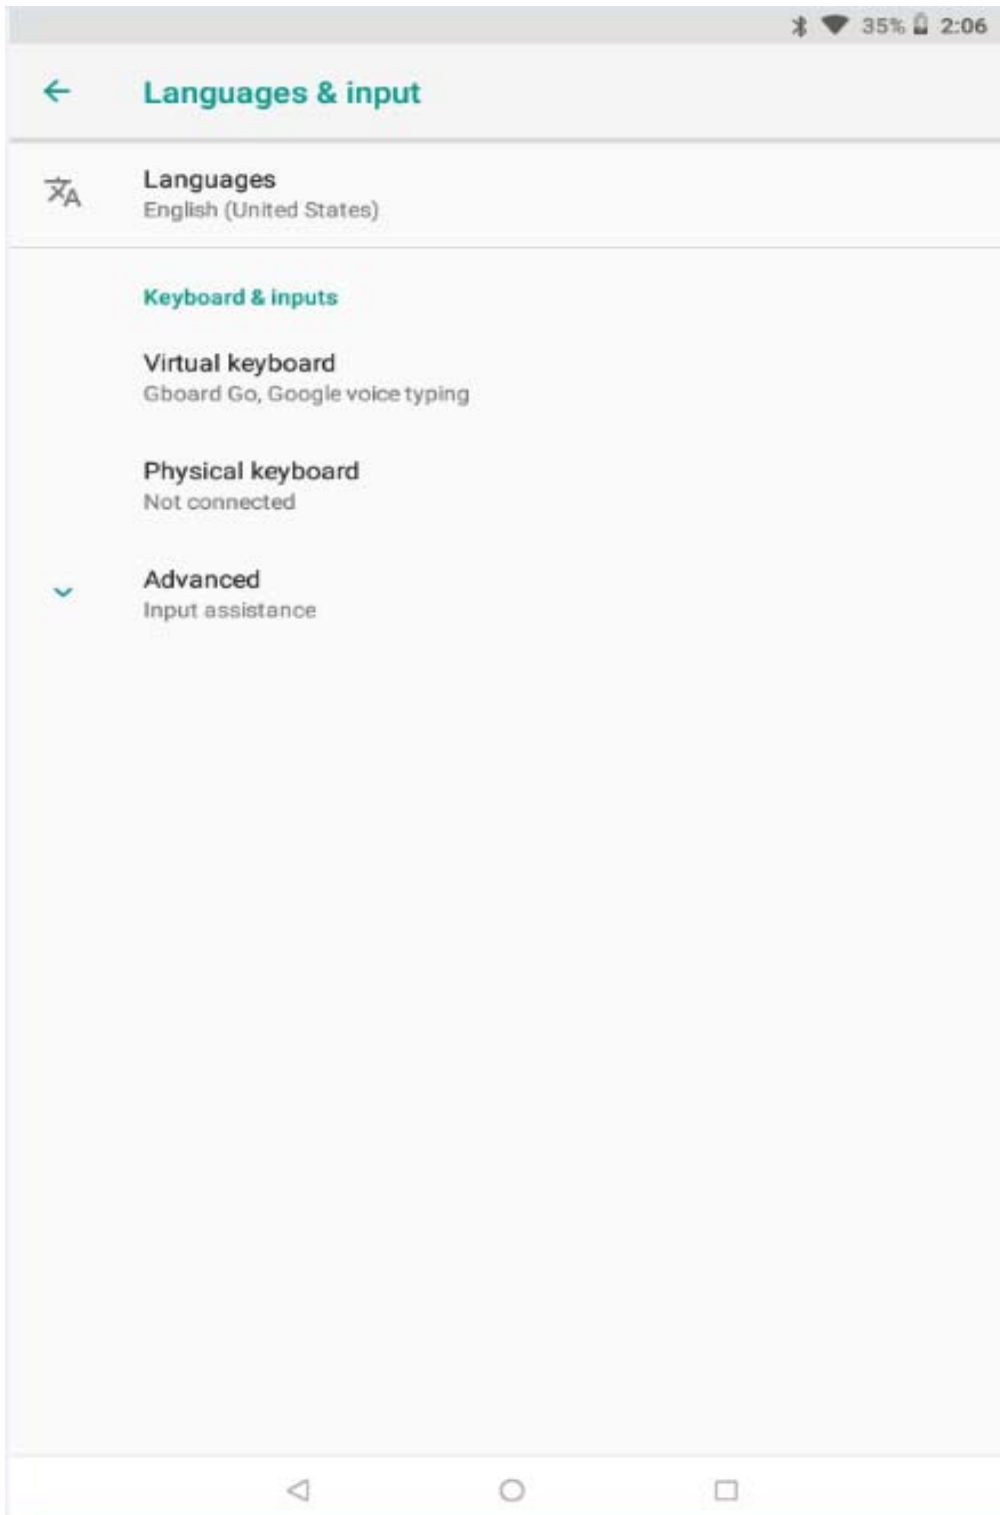 35% 2:06
Languages & input
Languages
English (United States)
Keyboard & inputs
Virtual keyboard
Gboard Go, Google voice typing
Physical keyboard
Not connected
Advanced
Input assistance